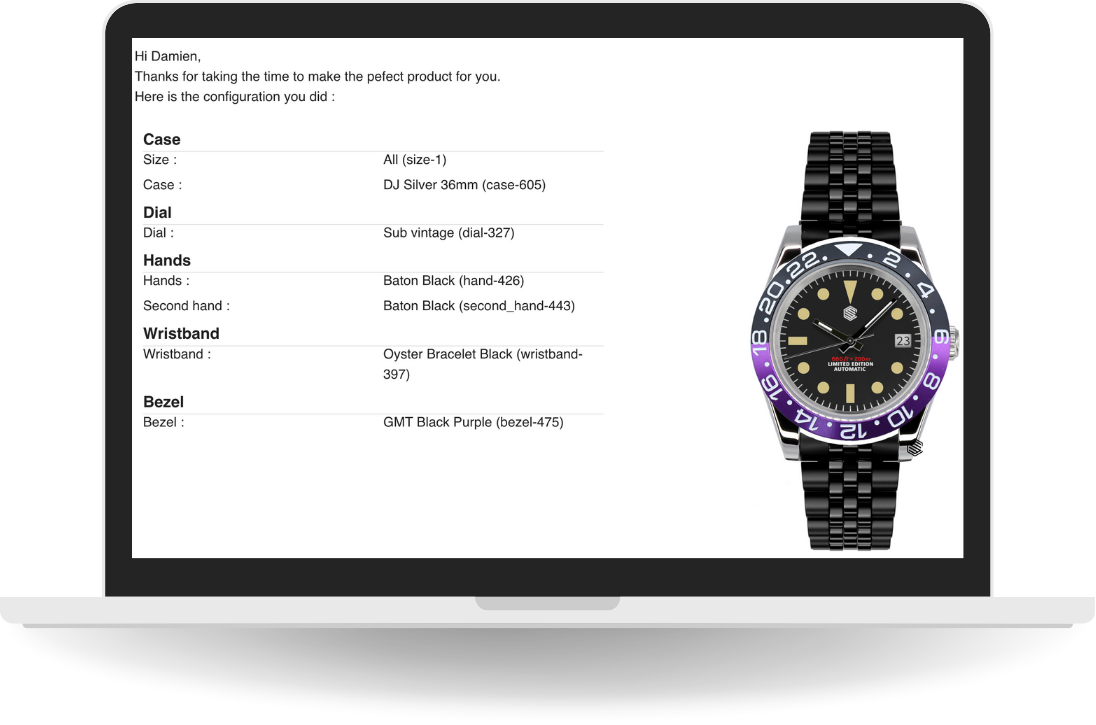 Hi Damien,
Thanks for taking the time to make the pefect product for you.
Here is the configuration you did :
Case
Size : All (size-1)
Case : DJ Silver 36mm (case-605)
Dial
Dial : Sub vintage (dial-327)
Hands
Hands : Baton Black (hand-426)
Second hand : Baton Black (second_hand-443)
Wristband
Wristband : Oyster Bracelet Black (wristband-
397)
Bezel
Bezel : GMT Black Purple (bezel-475)
2
4
6
8
10
12
14
16
18
20
22
23
660ft = 200m
LIMITED EDITION
AUTOMATIC